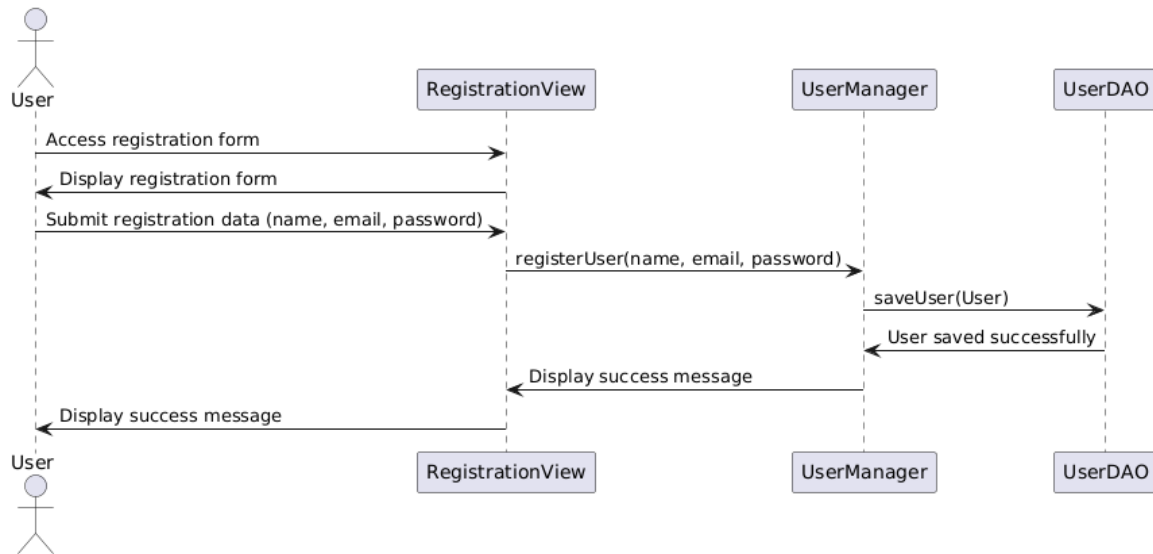 RegistrationView UserManager UserDAO
User
Access registration form
Display registration form
Submit registration data (name, email, password)
registerUser(name, email, password)
saveUser(User)
User saved successfully
Display success message
Display success message
User
RegistrationView UserManager UserDAO